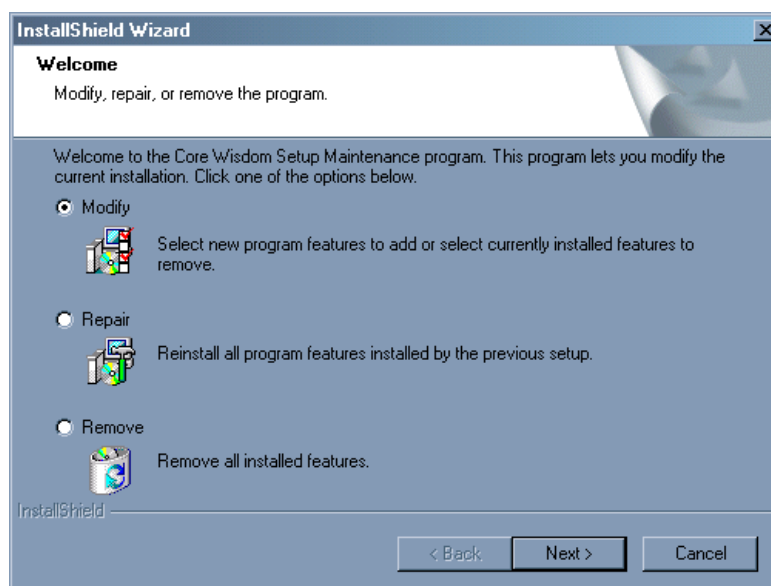 InstallShield Wizard
Welcome
Modify, repair, or remove the program.
Welcome to the Core Wisdom Setup Maintenance program. This program lets you modify the
current installation. Click one of the options below.
Modify
Select new program features to add or select currently installed features to
remove.
Repair
Reinstall all program features installed by the previous setup.
Remove
Remove all installed features.
InstallShield
< Back
Next >
Cancel